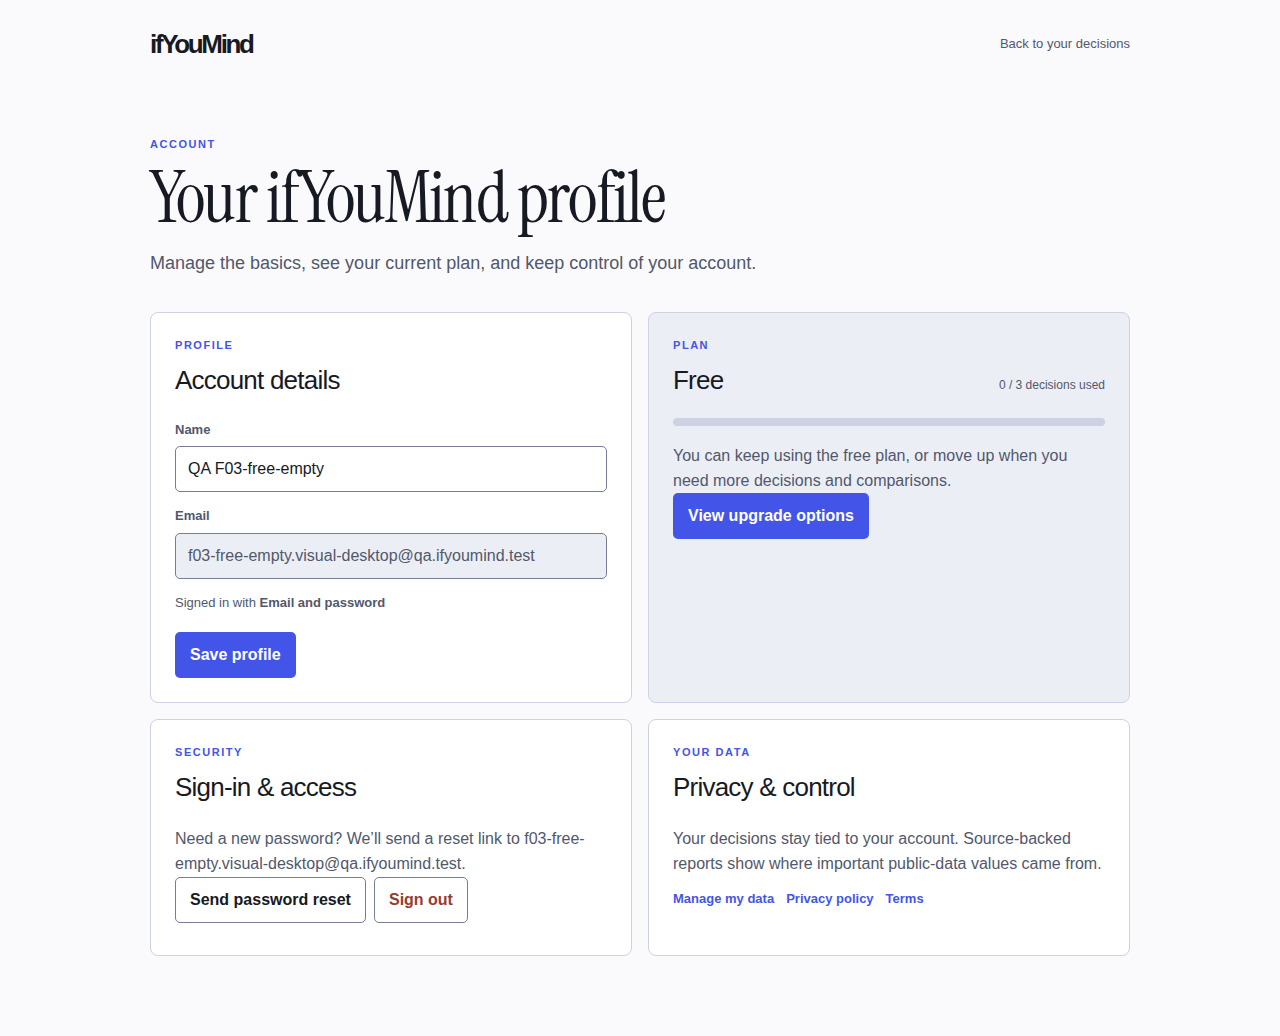 ifYouMind
Back to your decisions
ACCOUNT
Your ifYouMind profile
Manage the basics, see your current plan, and keep control of your account.
PROFILE
Account details
Name
QA F03-free-empty
Email
f03-free-empty.visual-desktop@qa.ifyoumind.test
Signed in with Email and password
Save profile
PLAN
Free
0 / 3 decisions used
You can keep using the free plan, or move up when you
need more decisions and comparisons.
View upgrade options
SECURITY
Sign-in & access
Need a new password? We’ll send a reset link to f03-free-
empty.visual-desktop@qa.ifyoumind.test.
Send password reset
Sign out
YOUR DATA
Privacy & control
Your decisions stay tied to your account. Source-backed
reports show where important public-data values came from.
Manage my data
Privacy policy
Terms